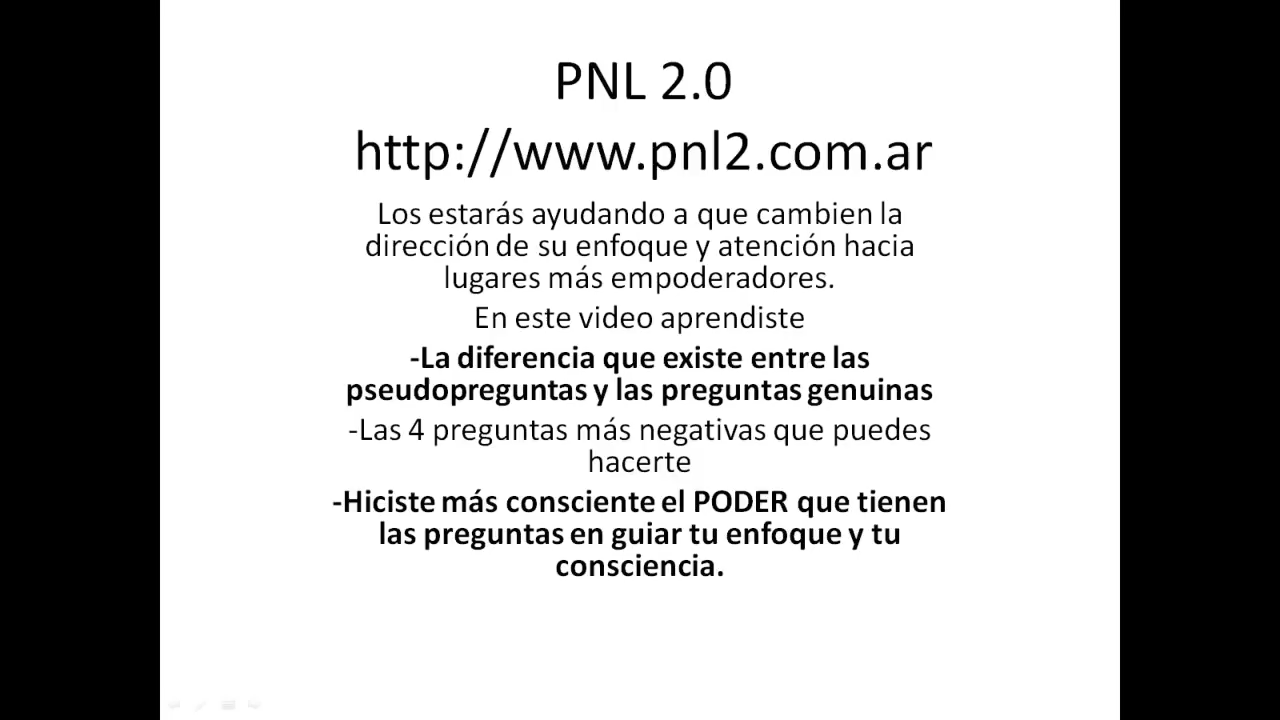 PNL 2.0
http://www.pnl2.com.ar
Los estarás ayudando a que cambien la
dirección de su enfoque y atención hacia
lugares más empoderadores.
En este video aprendiste
-La diferencia que existe entre las
pseudopreguntas y las preguntas genuinas
-Las 4 preguntas más negativas que puedes
hacerte
-Hiciste más consciente el PODER que tienen
las preguntas en guiar tu enfoque y tu
consciencia.